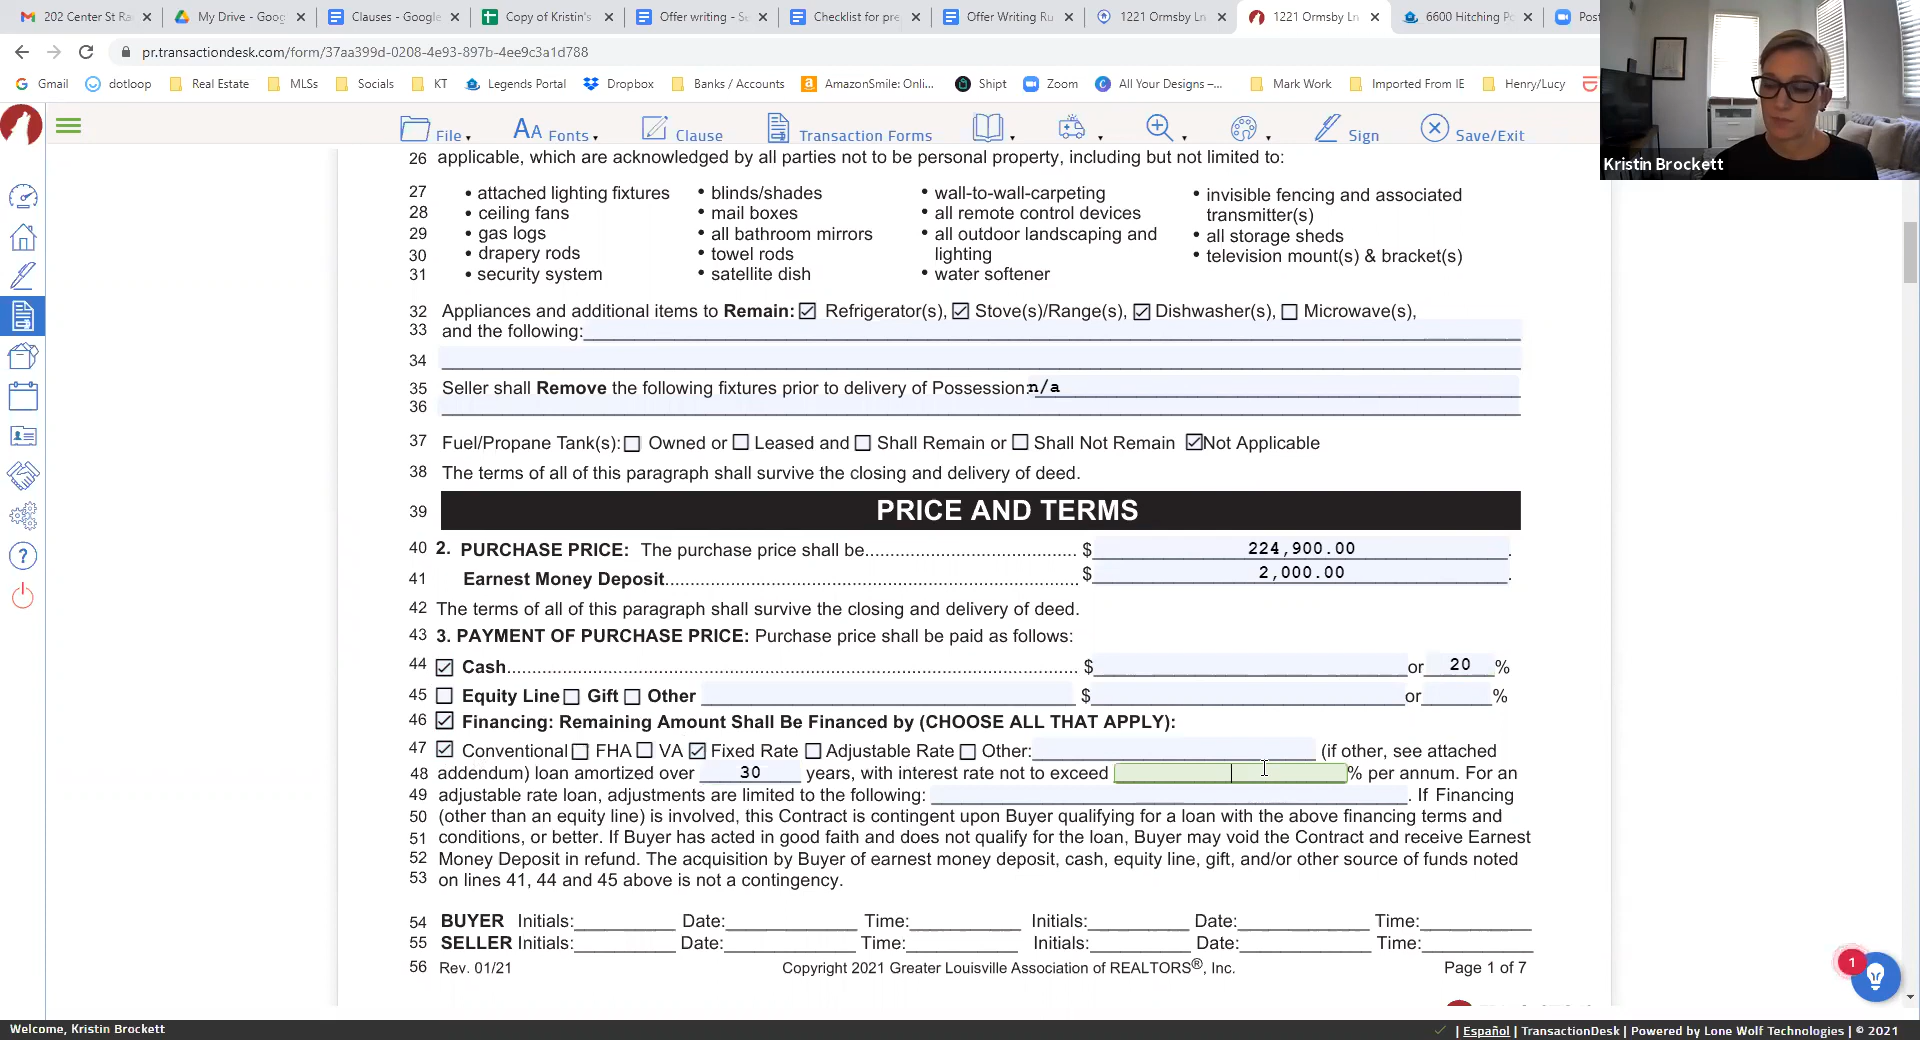 202 Center St Ra
My Drive - Goog
Clauses - Google
Copy of Kristin's
Offer writing - Su
Checklist for pre
Offer Writing Ru
1221 Ormsby Ln
1221 Ormsby Ln
6600 Hitching Po
Post
pr.transactiondesk.com/form/37aa399d-0208-4e93-897b-4ee9c3a1d788
Gmail
dotloop
Real Estate
MLSs
Socials
KT
Legends Portal
Dropbox
Banks / Accounts
AmazonSmile: Onli...
Shipt
Zoom
All Your Designs –...
Mark Work
Imported From IE
Henry/Lucy
Kristin Brockett
File
AA Fonts
Clause
Transaction Forms
Sign
Save/Exit
26 applicable, which are acknowledged by all parties not to be personal property, including but not limited to:
27 • attached lighting fixtures • blinds/shades • wall-to-wall-carpeting • invisible fencing and associated
28 • ceiling fans • mail boxes • all remote control devices transmitter(s)
29 • gas logs • all bathroom mirrors • all outdoor landscaping and • all storage sheds
30 • drapery rods • towel rods lighting • television mount(s) & bracket(s)
31 • security system • satellite dish • water softener
32 Appliances and additional items to Remain: Refrigerator(s), Stove(s)/Range(s), Dishwasher(s), Microwave(s),
33 and the following:
34
35 Seller shall Remove the following fixtures prior to delivery of Possession: n/a
36
37 Fuel/Propane Tank(s): Owned or Leased and Shall Remain or Shall Not Remain Not Applicable
38 The terms of all of this paragraph shall survive the closing and delivery of deed.
39 PRICE AND TERMS
40 2. PURCHASE PRICE: The purchase price shall be........................................ $ 224,900.00.
41 Earnest Money Deposit.............................................................................. $ 2,000.00.
42 The terms of all of this paragraph shall survive the closing and delivery of deed.
43 3. PAYMENT OF PURCHASE PRICE: Purchase price shall be paid as follows:
44 Cash.......................................................................................................... $ or 20 %
45 Equity Line Gift Other $ or %
46 Financing: Remaining Amount Shall Be Financed by (CHOOSE ALL THAT APPLY):
47 Conventional FHA VA Fixed Rate Adjustable Rate Other: (if other, see attached
48 addendum) loan amortized over 30 years, with interest rate not to exceed % per annum. For an
49 adjustable rate loan, adjustments are limited to the following: . If Financing
50 (other than an equity line) is involved, this Contract is contingent upon Buyer qualifying for a loan with the above financing terms and
51 conditions, or better. If Buyer has acted in good faith and does not qualify for the loan, Buyer may void the Contract and receive Earnest
52 Money Deposit in refund. The acquisition by Buyer of earnest money deposit, cash, equity line, gift, and/or other source of funds noted
53 on lines 41, 44 and 45 above is not a contingency.
54 BUYER Initials: Date: Time: Initials: Date: Time:
55 SELLER Initials: Date: Time: Initials: Date: Time:
56 Rev. 01/21 Copyright 2021 Greater Louisville Association of REALTORS®, Inc. Page 1 of 7
1
Welcome, Kristin Brockett
| Español | TransactionDesk | Powered by Lone Wolf Technologies | © 2021